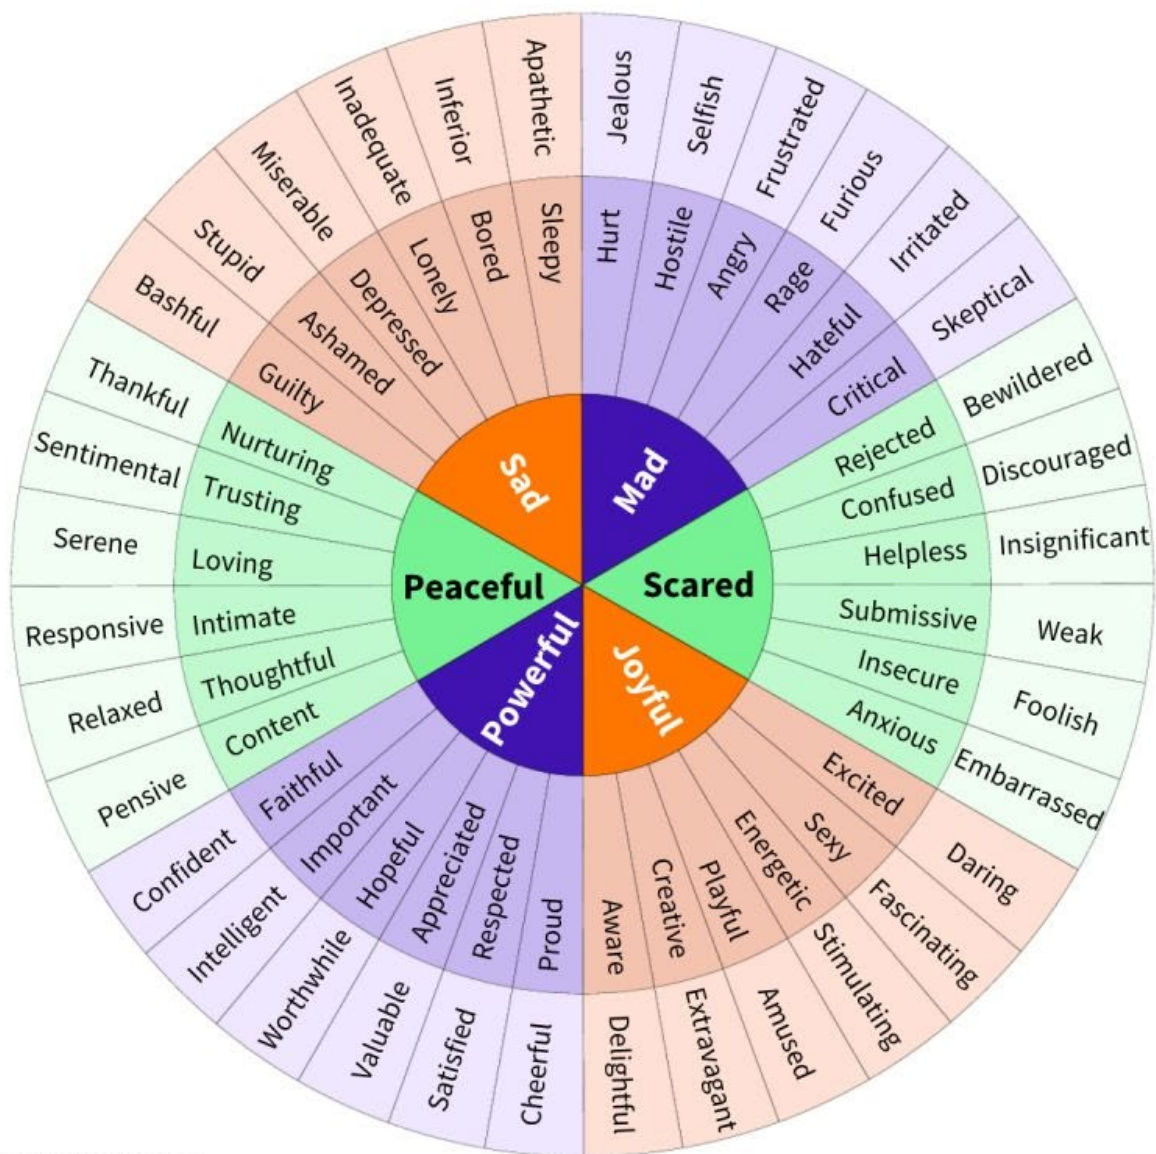 Mad
Hurt
Jealous
Hostile
Selfish
Angry
Frustrated
Rage
Furious
Hateful
Irritated
Critical
Skeptical
Scared
Rejected
Bewildered
Confused
Discouraged
Helpless
Insignificant
Submissive
Weak
Insecure
Foolish
Anxious
Embarrassed
Joyful
Excited
Daring
Sexy
Fascinating
Energetic
Stimulating
Playful
Amused
Creative
Extravagant
Aware
Delightful
Powerful
Proud
Cheerful
Respected
Satisfied
Appreciated
Valuable
Hopeful
Worthwhile
Important
Intelligent
Faithful
Confident
Peaceful
Content
Pensive
Thoughtful
Relaxed
Intimate
Responsive
Loving
Serene
Trusting
Sentimental
Nurturing
Thankful
Sad
Guilty
Bashful
Ashamed
Stupid
Depressed
Miserable
Lonely
Inadequate
Bored
Inferior
Sleepy
Apathetic